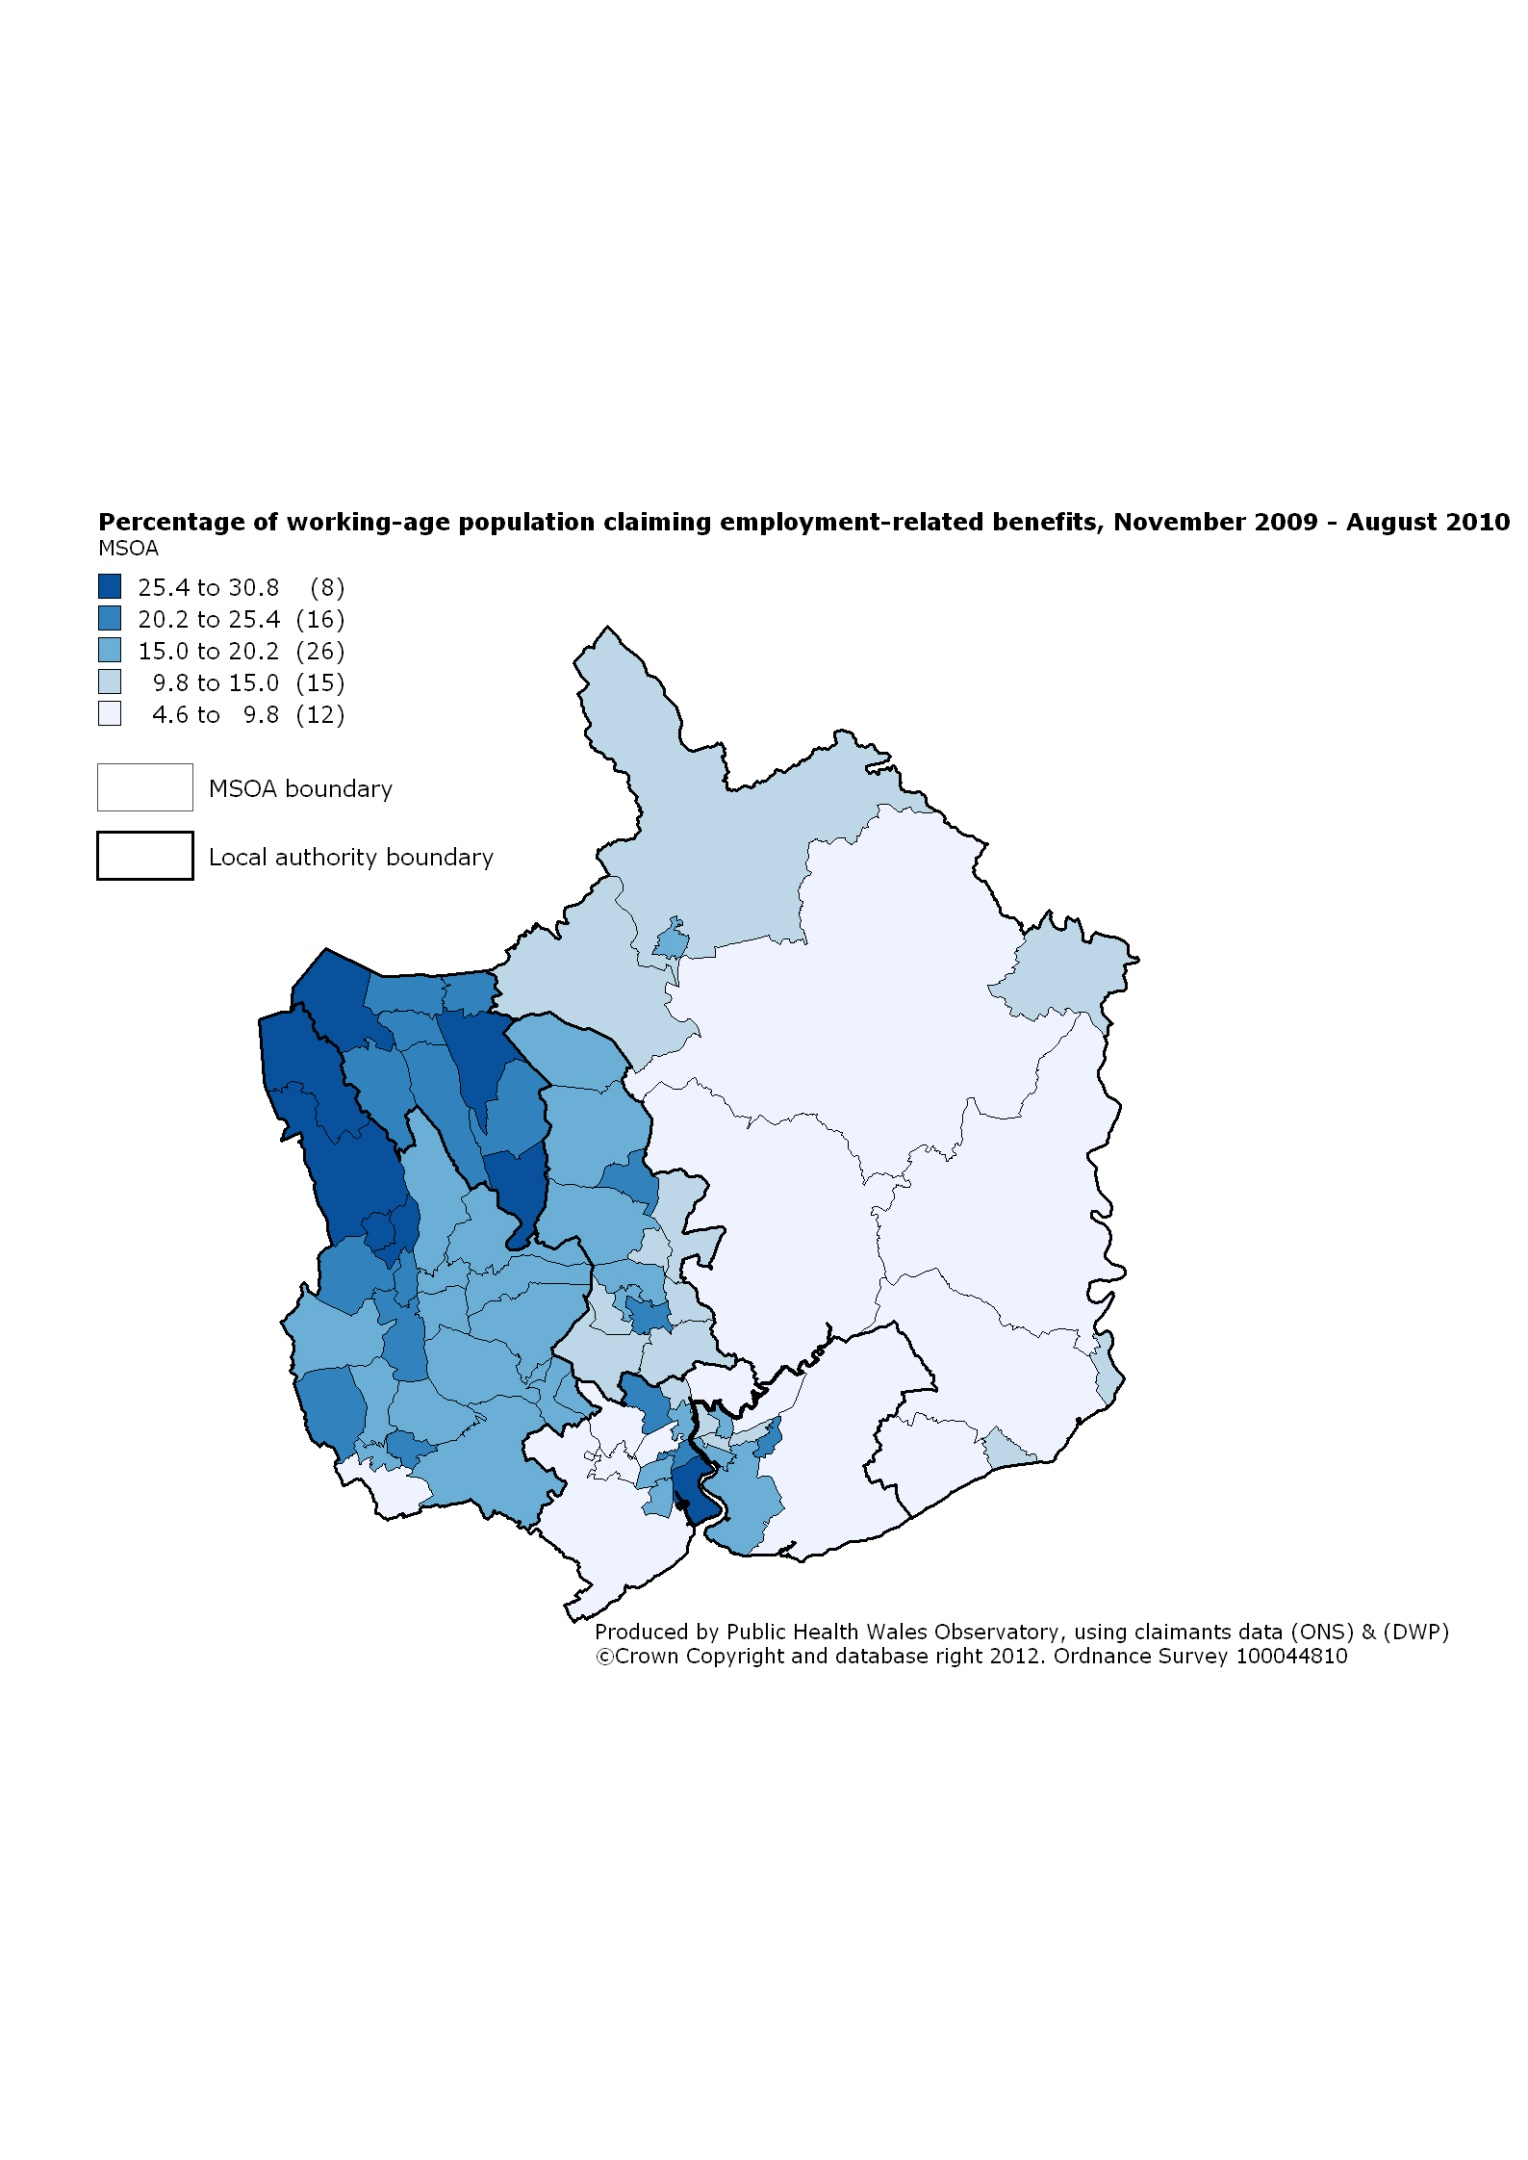 Percentage of working-age population claiming employment-related benefits, November 2009 - August 2010
MSOA
25.4 to 30.8 (8)
20.2 to 25.4 (16)
15.0 to 20.2 (26)
9.8 to 15.0 (15)
4.6 to 9.8 (12)
MSOA boundary
Local authority boundary
Produced by Public Health Wales Observatory, using claimants data (ONS) & (DWP)
©Crown Copyright and database right 2012. Ordnance Survey 100044810